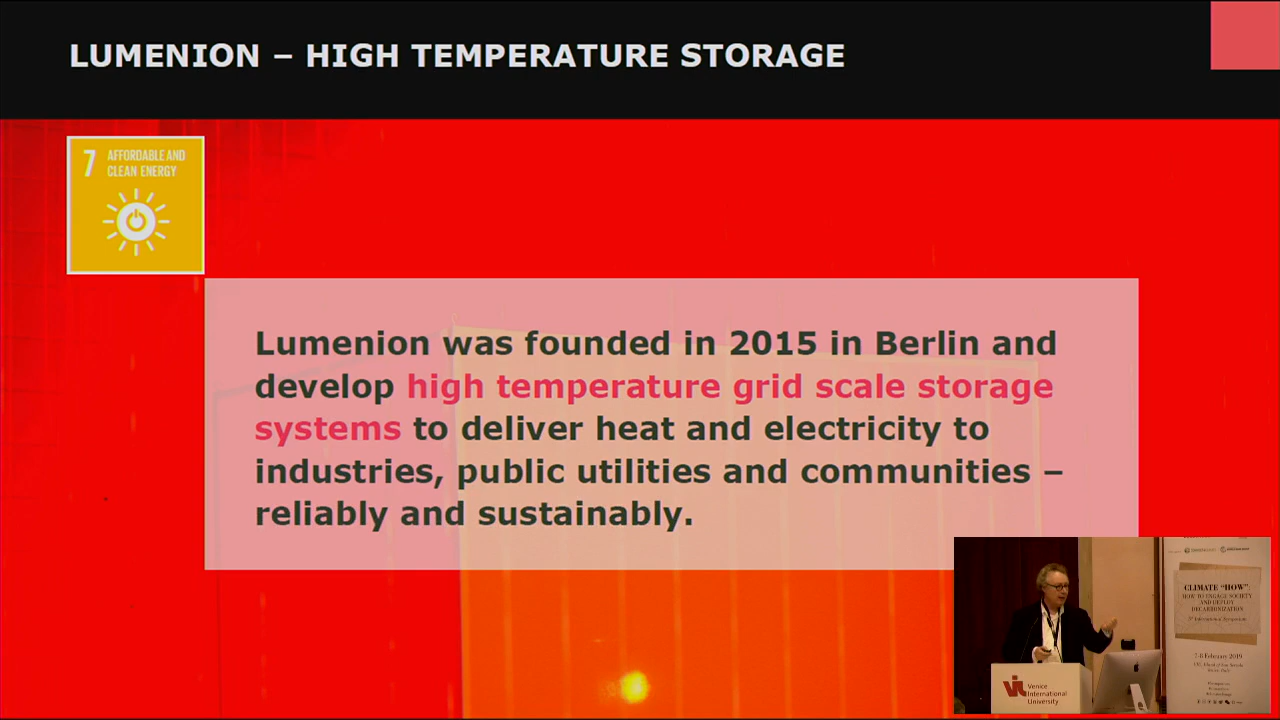 LUMENION – HIGH TEMPERATURE STORAGE
7 AFFORDABLE AND
CLEAN ENERGY
Lumenion was founded in 2015 in Berlin and
develop high temperature grid scale storage
systems to deliver heat and electricity to
industries, public utilities and communities –
reliably and sustainably.
CLIMATE "HOW":
HOW TO ENGAGE SOCIETY
AND DEPLOY
DECARBONIZATION
7-8 February 2019
Venice
International
University